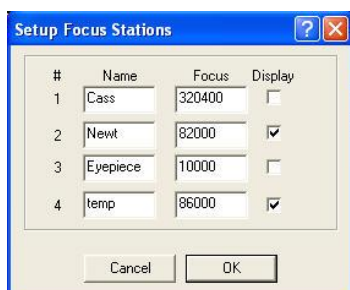 Setup Focus Stations
# Name Focus Display
1 Cass 320400
2 Newt 82000
3 Eyepiece 10000
4 temp 86000
Cancel OK